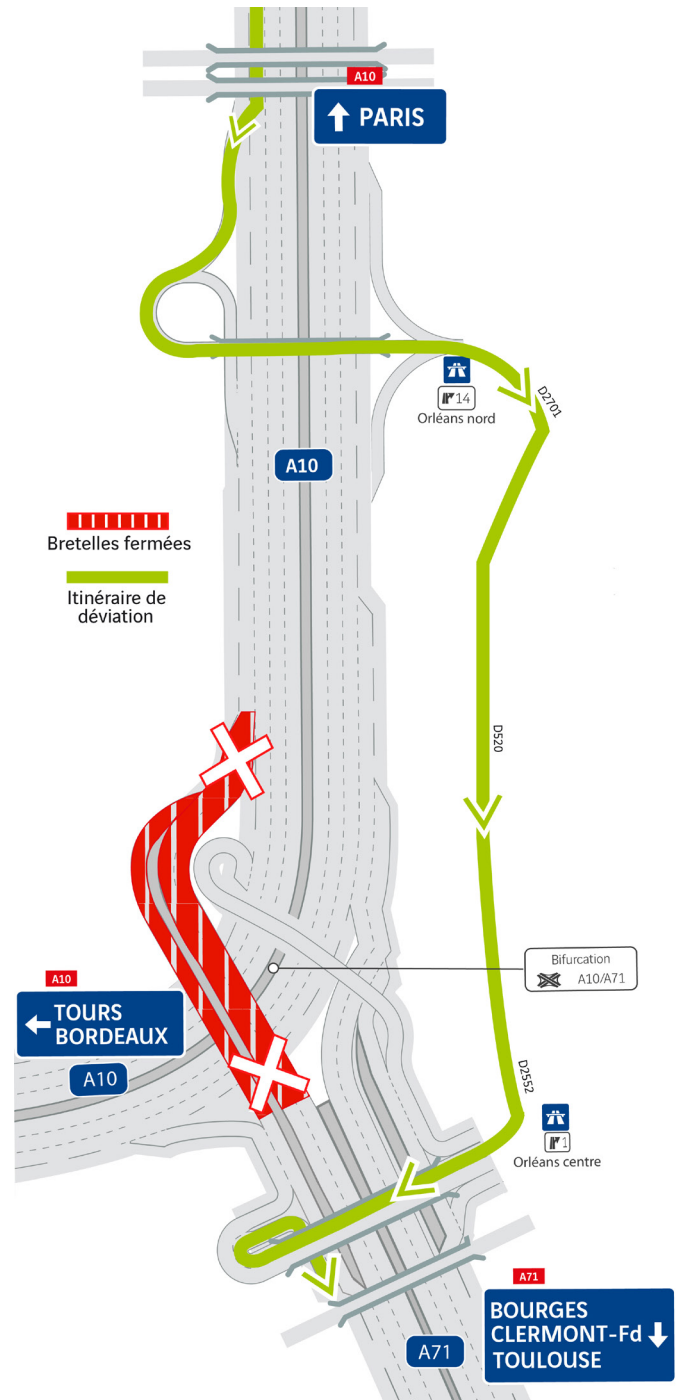 A10
PARIS
D2701
14
Orléans nord
A10
Bretelles fermées
Itinéraire de
déviation
D520
Bifurcation
A10/A71
A10
TOURS
BORDEAUX
A10
D2552
1
Orléans centre
A71
BOURGES
CLERMONT-Fd
TOULOUSE
A71